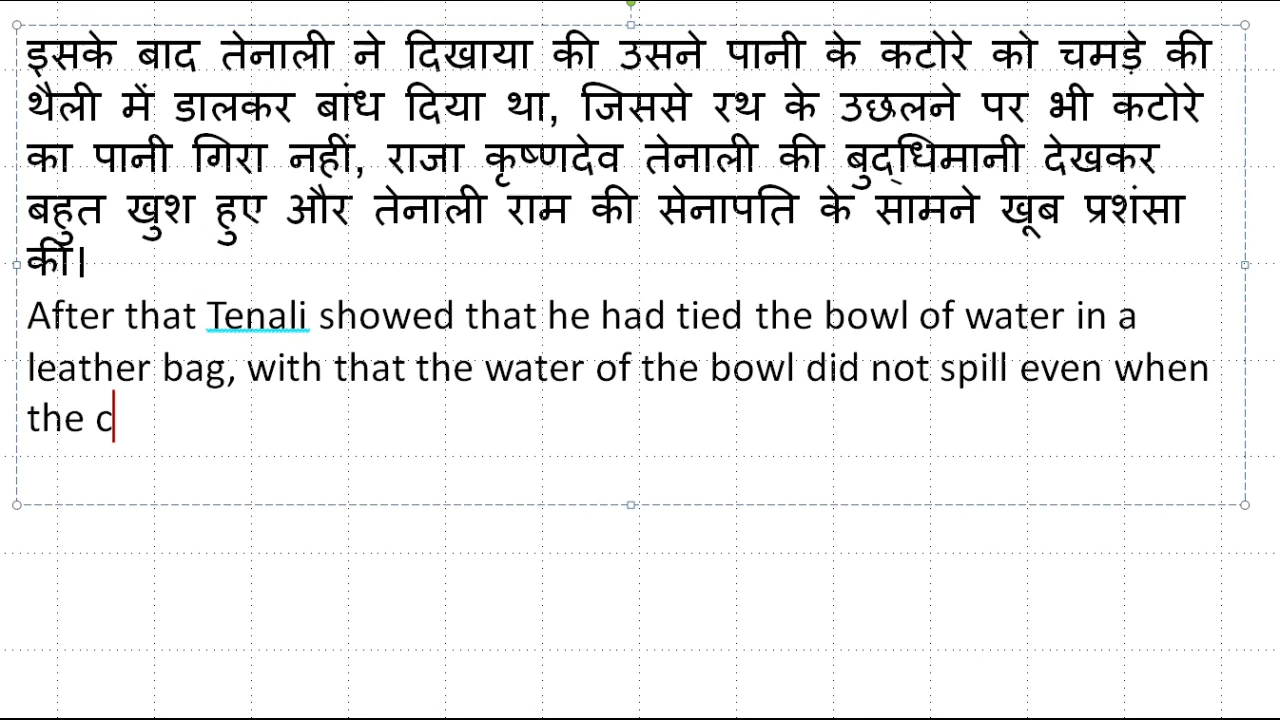 इसके बाद तेनाली ने दिखाया की उसने पानी के कटोरे को चमड़े की
थैली में डालकर बांध दिया था, जिससे रथ के उछलने पर भी कटोरे
का पानी गिरा नहीं, राजा कृष्णदेव तेनाली की बुद्धिमानी देखकर
बहुत खुश हुए और तेनाली राम की सेनापति के सामने खूब प्रशंसा
की।
After that Tenali showed that he had tied the bowl of water in a
leather bag, with that the water of the bowl did not spill even when
the c